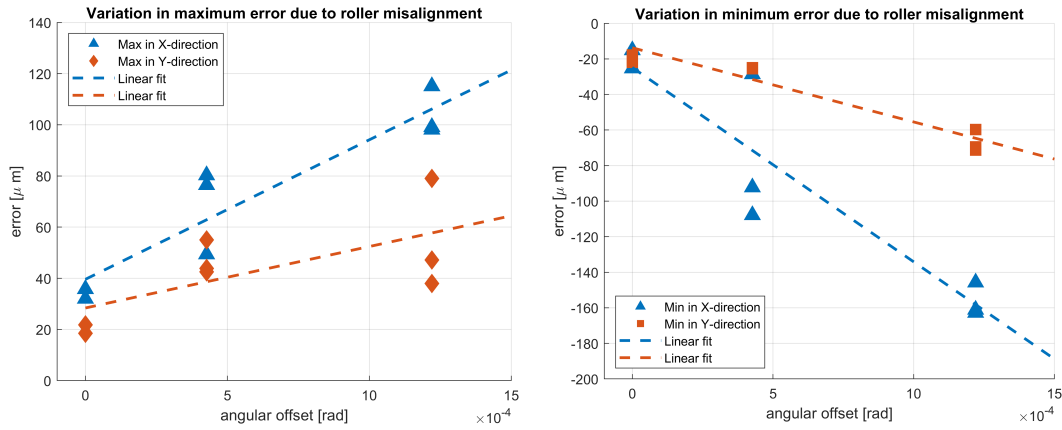 Variation in maximum error due to roller misalignment
140
120
100
80
60
40
20
0
error [μ m]
Max in X-direction
Max in Y-direction
Linear fit
Linear fit
0
5
10
15
angular offset [rad]
×10⁻⁴
Variation in minimum error due to roller misalignment
0
-20
-40
-60
-80
-100
-120
-140
-160
-180
-200
error [μ m]
Min in X-direction
Min in Y-direction
Linear fit
Linear fit
0
5
10
15
angular offset [rad]
×10⁻⁴